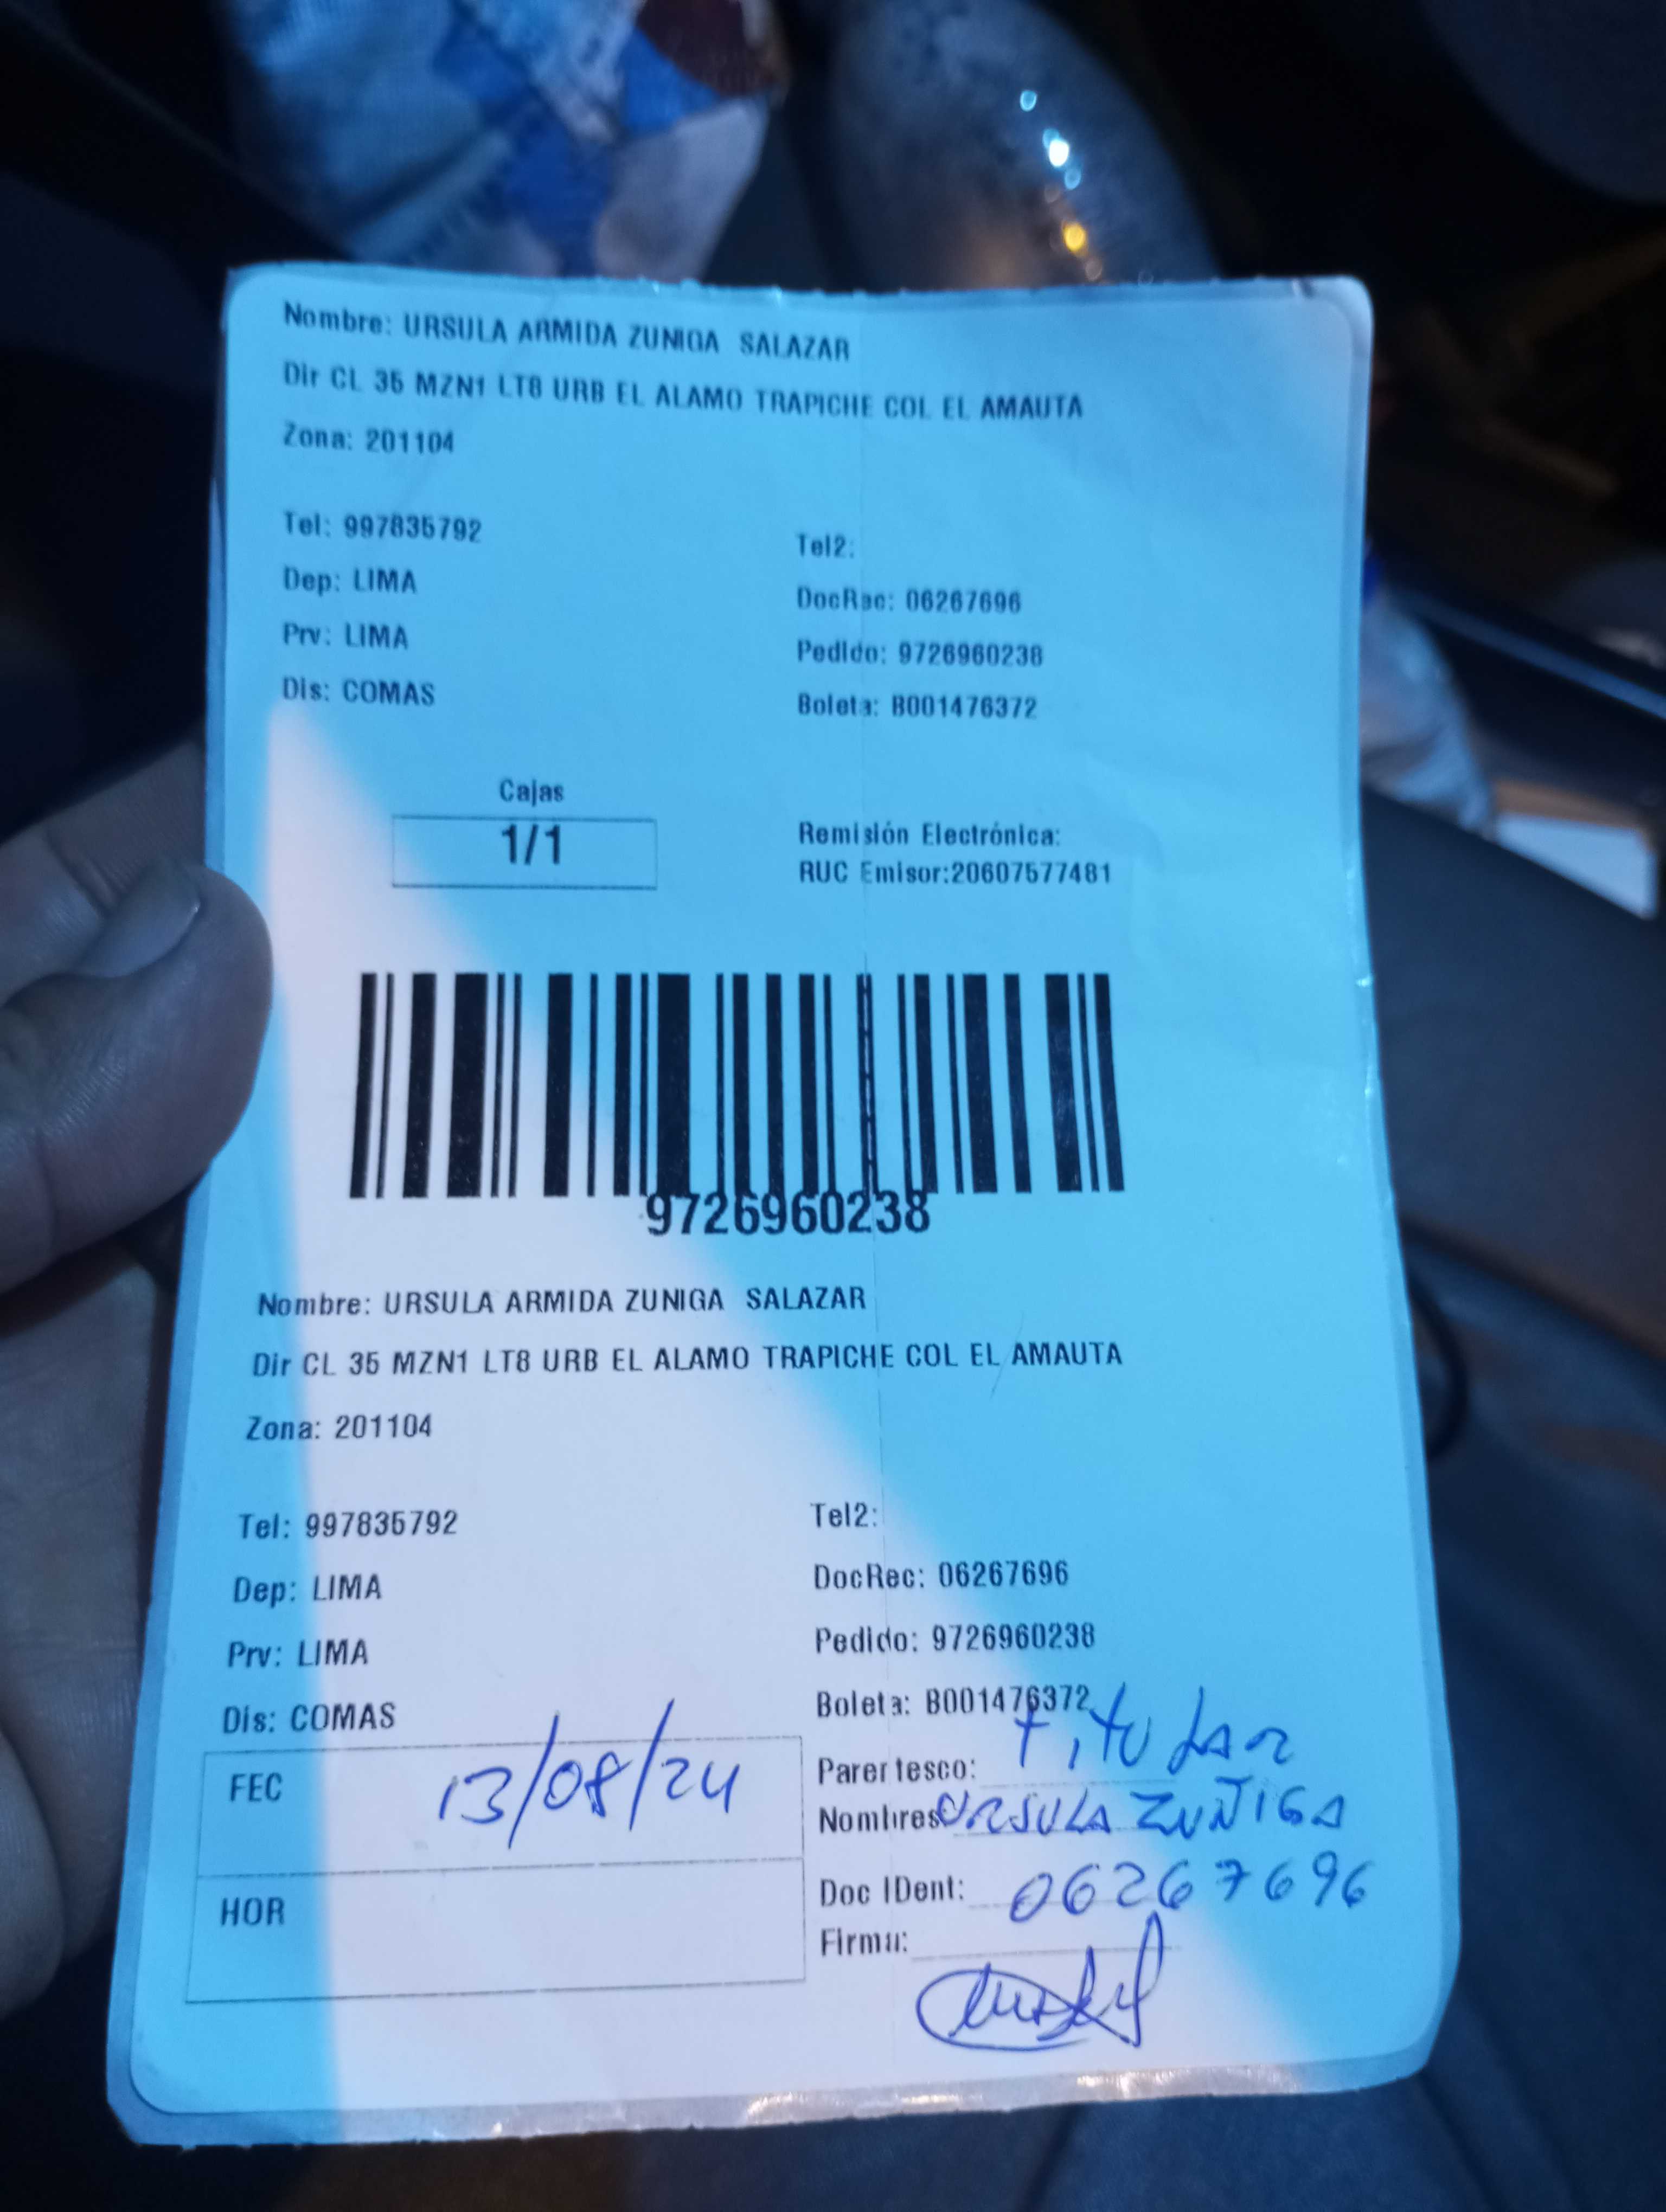 Nombre: URSULA ARMIDA ZUNIGA SALAZAR
Dir CL 35 MZN1 LT8 URB EL ALAMO TRAPICHE COL EL AMAUTA
Zona: 201104
Tel: 997835792 Tel2:
Dep: LIMA DocRec: 06267696
Prv: LIMA Pedido: 9726960238
Dis: COMAS Boleta: B001476372
Cajas
1/1
Remisión Electrónica:
RUC Emisor:20607577481
9726960238
Nombre: URSULA ARMIDA ZUNIGA SALAZAR
Dir CL 35 MZN1 LT8 URB EL ALAMO TRAPICHE COL EL AMAUTA
Zona: 201104
Tel: 997835792 Tel2:
Dep: LIMA DocRec: 06267696
Prv: LIMA Pedido: 9726960238
Dis: COMAS Boleta: B001476372
FEC 13/08/24
Parentesco: TITULAR
Nombres URSULA ZUÑIGA
Doc IDent: 06267696
HOR
Firma: